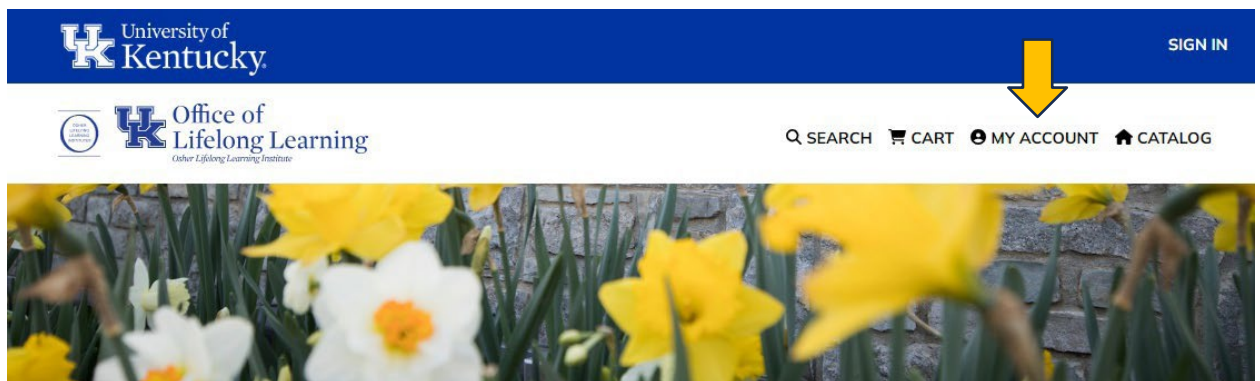 University of
Kentucky.
SIGN IN
Office of
Lifelong Learning
Osher Lifelong Learning Institute
SEARCH CART MY ACCOUNT CATALOG